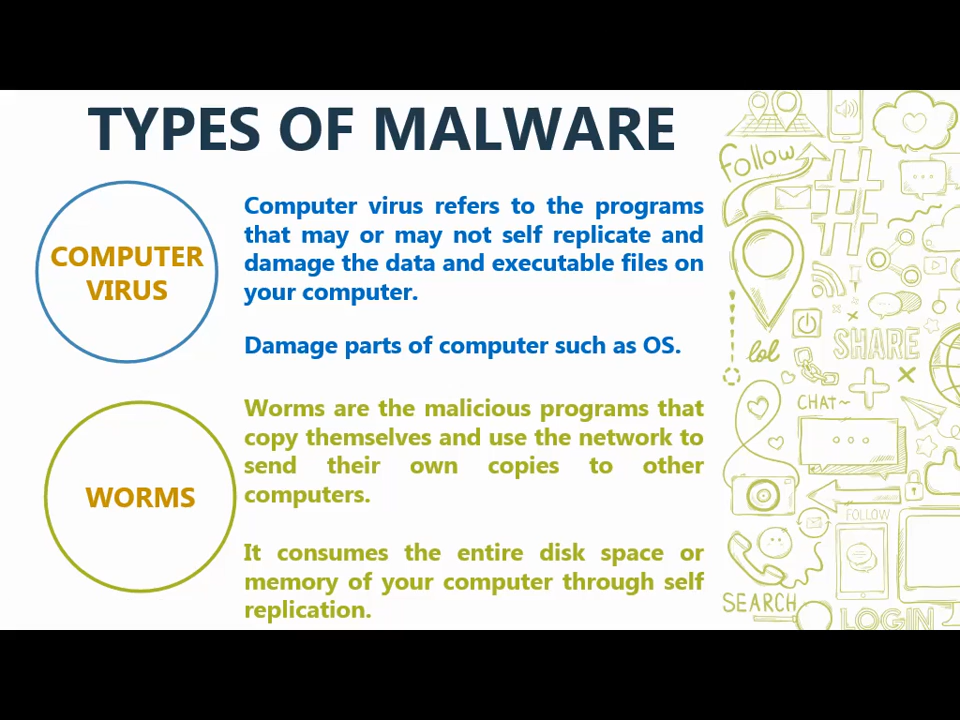 TYPES OF MALWARE
COMPUTER
VIRUS
Computer virus refers to the programs
that may or may not self replicate and
damage the data and executable files on
your computer.
Damage parts of computer such as OS.
WORMS
Worms are the malicious programs that
copy themselves and use the network to
send their own copies to other
computers.
It consumes the entire disk space or
memory of your computer through self
replication.
follow
#
SHARE
lol
CHAT~
FOLLOW
SEARCH
LOGIN